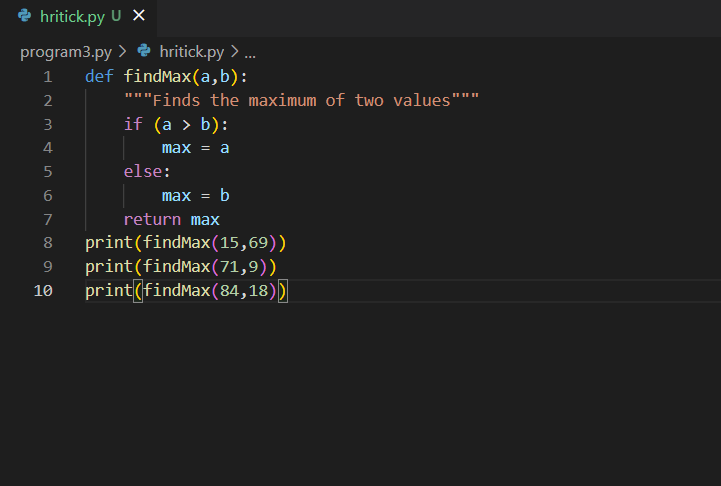 hritick.py U
program3.py > hritick.py > ...
1 def findMax(a,b):
2     """Finds the maximum of two values"""
3     if (a > b):
4         max = a
5     else:
6         max = b
7     return max
8 print(findMax(15,69))
9 print(findMax(71,9))
10 print(findMax(84,18))